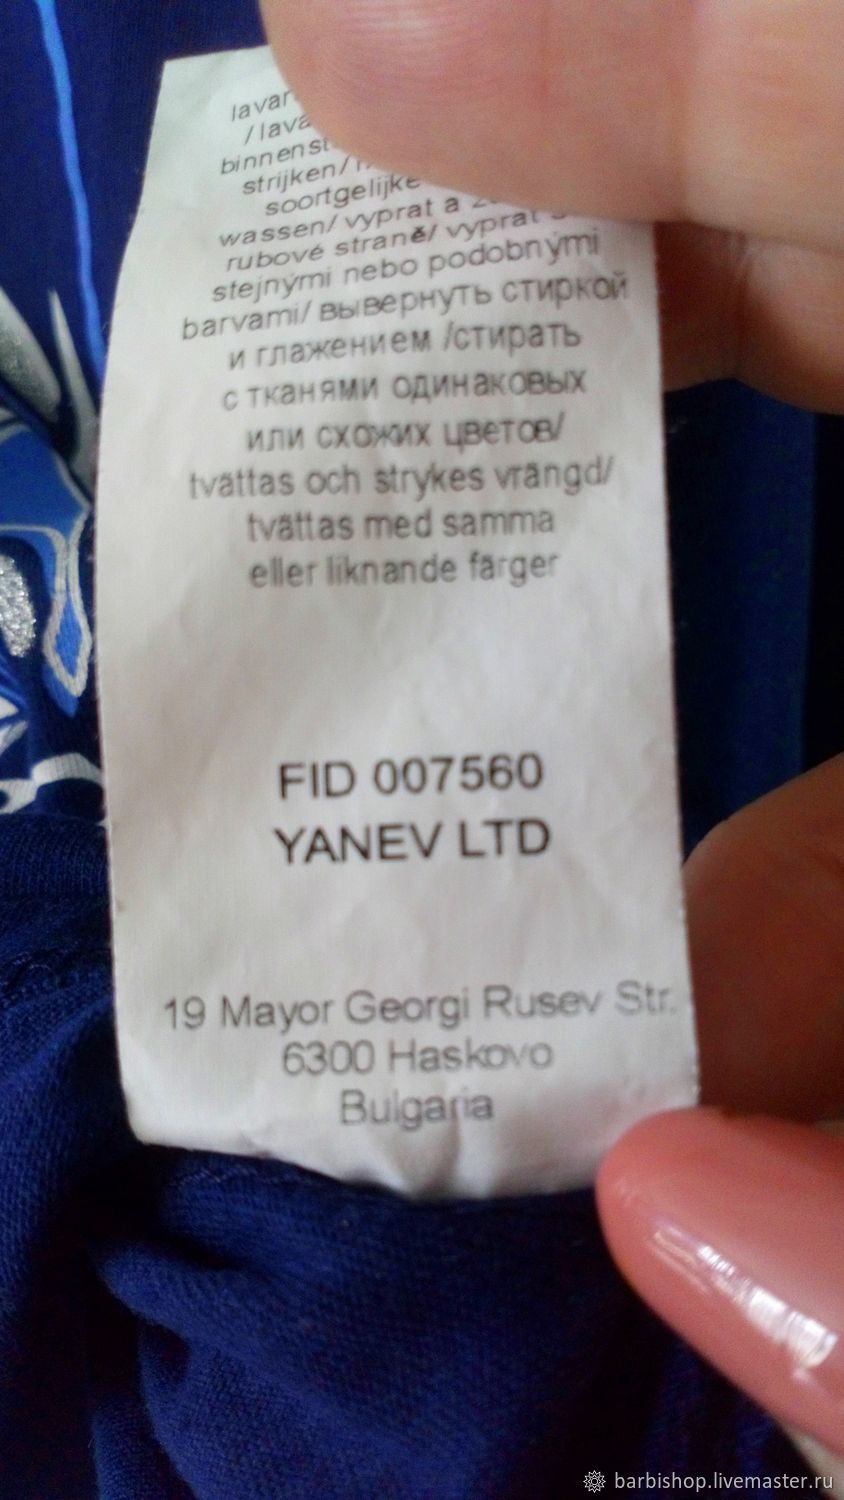 /lava
binnenst
strijken/
soortgelijke
wassen/ vyprat a
rubové straně/ vyprat
stejnými nebo podobnými
barvami/ вывернуть стиркой
и глажением /стирать
с тканями одинаковых
или схожих цветов/
tvättas och strykes vrängd/
tvättas med samma
eller liknande färger
FID 007560
YANEV LTD
19 Mayor Georgi Rusev Str.
6300 Haskovo
Bulgaria
barbishop.livemaster.ru